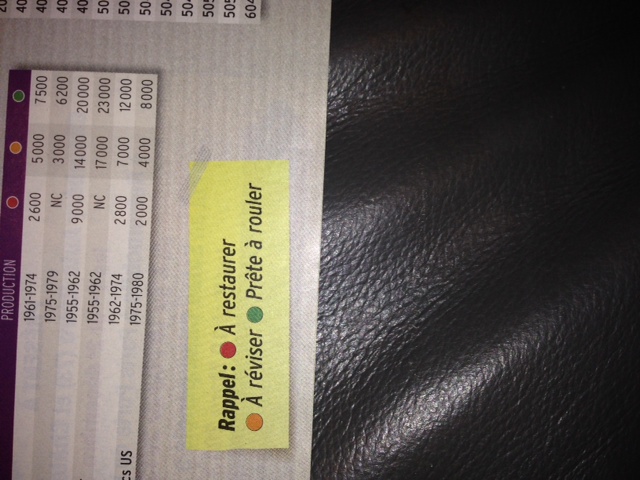 PRODUCTION
1961-1974 2600 5000 7500
1975-1979 NC 3000 6200
1955-1962 9000 14000 20000
1955-1962 NC 17000 23000
1962-1974 2800 7000 12000
1975-1980 2000 4000 8000
cs US
Rappel: À restaurer
À réviser Prête à rouler